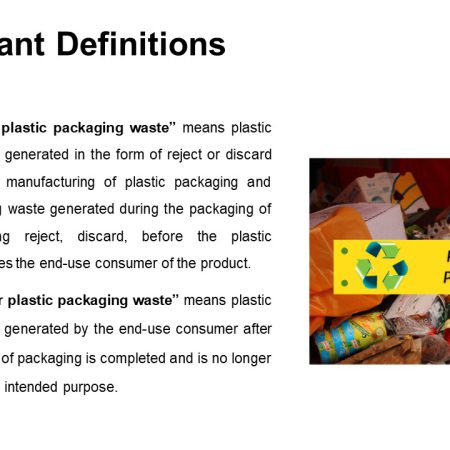 ant Definitions
plastic packaging waste” means plastic
generated in the form of reject or discard
manufacturing of plastic packaging and
waste generated during the packaging of
reject, discard, before the plastic
the end-use consumer of the product.
plastic packaging waste” means plastic
generated by the end-use consumer after
of packaging is completed and is no longer
intended purpose.